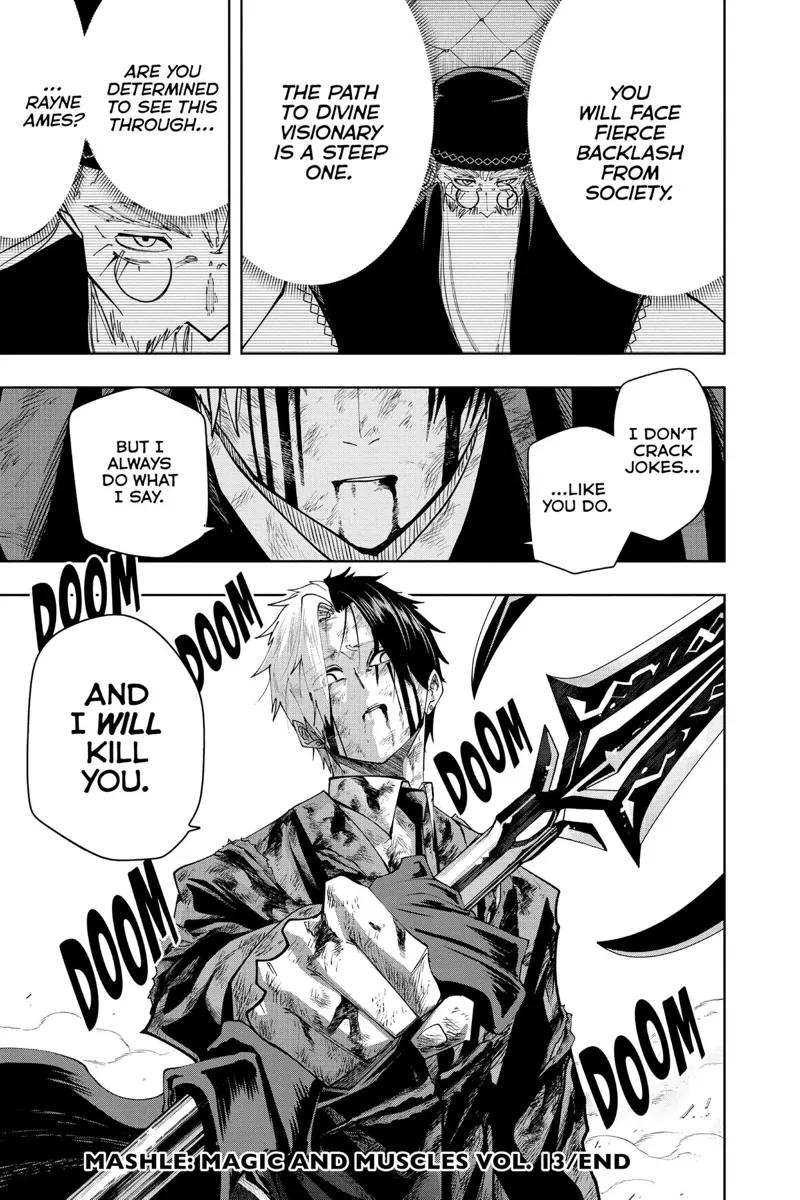 YOU
WILL FACE
FIERCE
BACKLASH
FROM
SOCIETY.
THE PATH
TO DIVINE
VISIONARY
IS A STEEP
ONE.
ARE YOU
DETERMINED
TO SEE THIS
THROUGH...
...
RAYNE
AMES?
I DON'T
CRACK
JOKES...
...LIKE
YOU DO.
BUT I
ALWAYS
DO WHAT
I SAY.
DOOM
DOOM
AND
I WILL
KILL
YOU.
DOOM
DOOM
DOOM
MASHLE: MAGIC AND MUSCLES VOL. 13/END